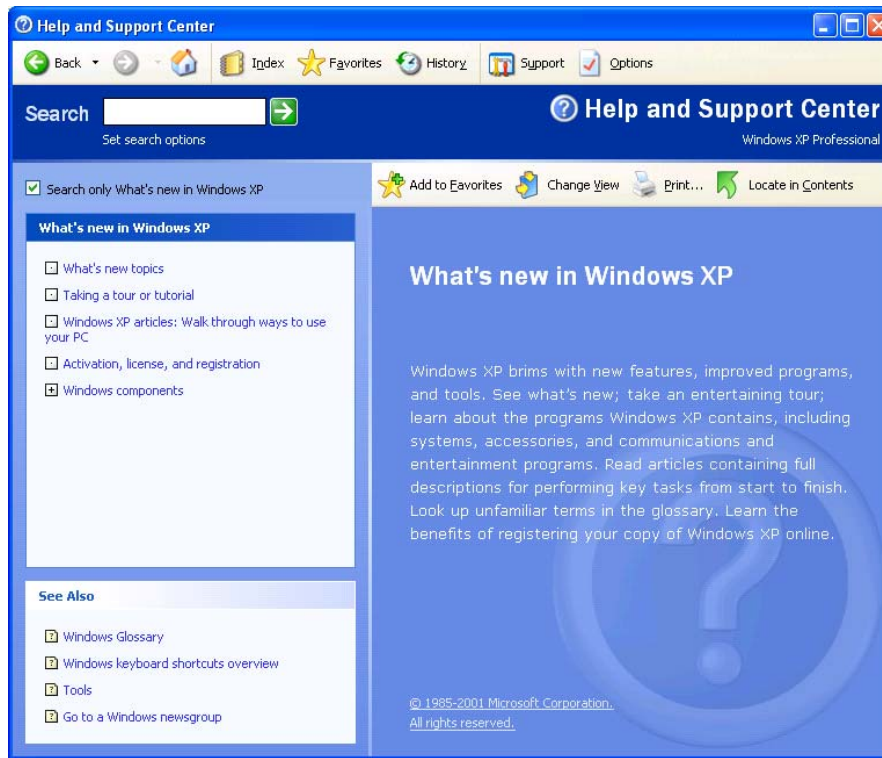 Help and Support Center
Back
Index
Favorites
History
Support
Options
Search
Set search options
Help and Support Center
Windows XP Professional
Search only What's new in Windows XP
What's new in Windows XP
What's new topics
Taking a tour or tutorial
Windows XP articles: Walk through ways to use
your PC
Activation, license, and registration
Windows components
See Also
Windows Glossary
Windows keyboard shortcuts overview
Tools
Go to a Windows newsgroup
Add to Favorites
Change View
Print...
Locate in Contents
What's new in Windows XP
Windows XP brims with new features, improved programs,
and tools. See what's new; take an entertaining tour;
learn about the programs Windows XP contains, including
systems, accessories, and communications and
entertainment programs. Read articles containing full
descriptions for performing key tasks from start to finish.
Look up unfamiliar terms in the glossary. Learn the
benefits of registering your copy of Windows XP online.
© 1985-2001 Microsoft Corporation.
All rights reserved.